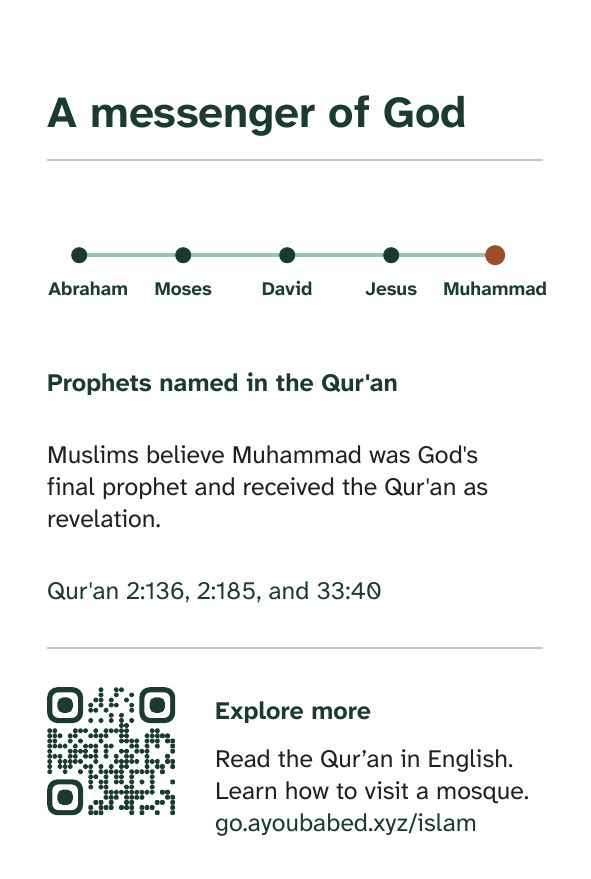 A messenger of God
Abraham Moses David Jesus Muhammad
Prophets named in the Qur'an
Muslims believe Muhammad was God's
final prophet and received the Qur'an as
revelation.
Qur'an 2:136, 2:185, and 33:40
Explore more
Read the Qur’an in English.
Learn how to visit a mosque.
go.ayoubabed.xyz/islam